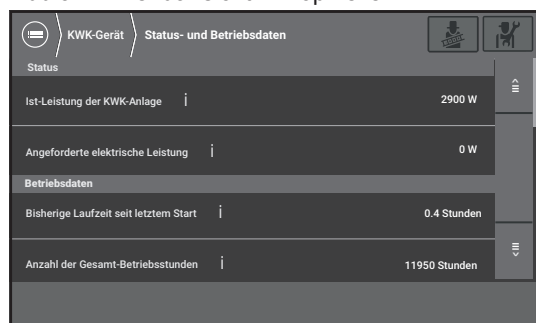 KWK-Gerät Status- und Betriebsdaten
Status
Ist-Leistung der KWK-Anlage i 2900 W
Angeforderte elektrische Leistung i 0 W
Betriebsdaten
Bisherige Laufzeit seit letztem Start i 0.4 Stunden
Anzahl der Gesamt-Betriebsstunden i 11950 Stunden